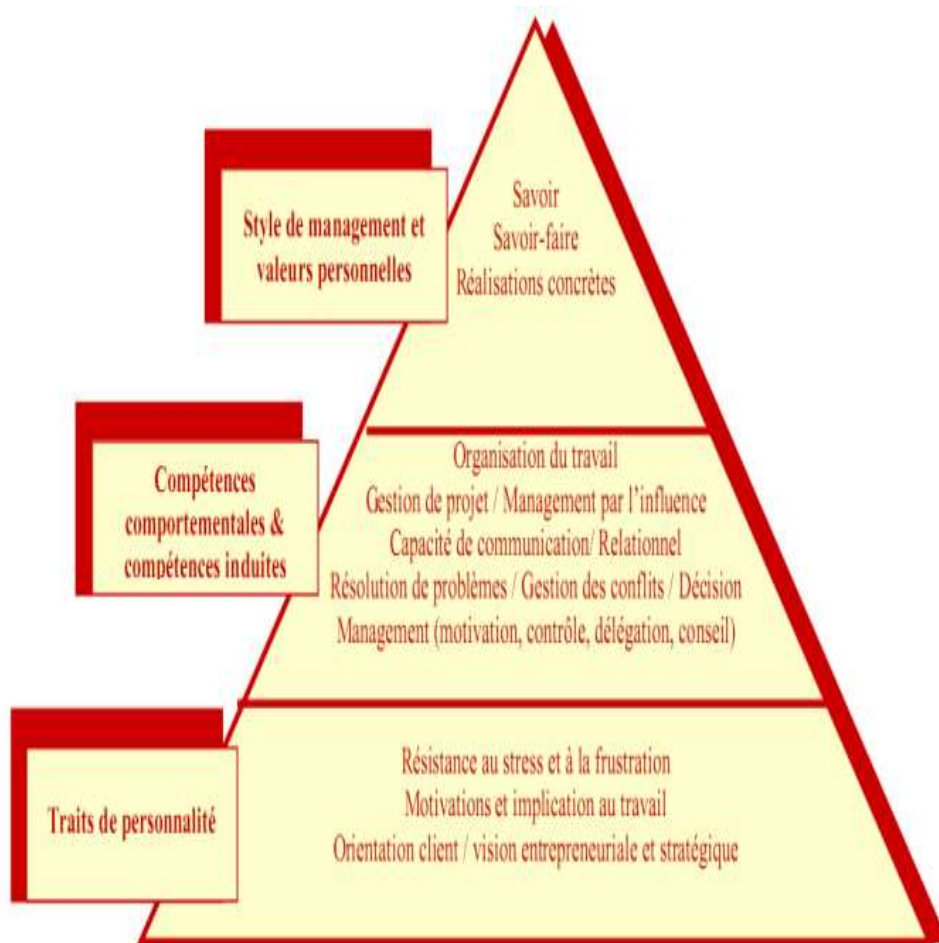 Style de management et
valeurs personnelles
Savoir
Savoir-faire
Réalisations concrètes
Compétences
comportementales &
compétences induites
Organisation du travail
Gestion de projet / Management par l’influence
Capacité de communication/ Relationnel
Résolution de problèmes / Gestion des conflits / Décision
Management (motivation, contrôle, délégation, conseil)
Traits de personnalité
Résistance au stress et à la frustration
Motivations et implication au travail
Orientation client / vision entrepreneuriale et stratégique